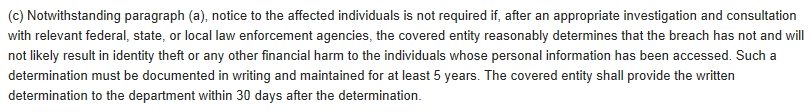 (c) Notwithstanding paragraph (a), notice to the affected individuals is not required if, after an appropriate investigation and consultation
with relevant federal, state, or local law enforcement agencies, the covered entity reasonably determines that the breach has not and will
not likely result in identity theft or any other financial harm to the individuals whose personal information has been accessed. Such a
determination must be documented in writing and maintained for at least 5 years. The covered entity shall provide the written
determination to the department within 30 days after the determination.